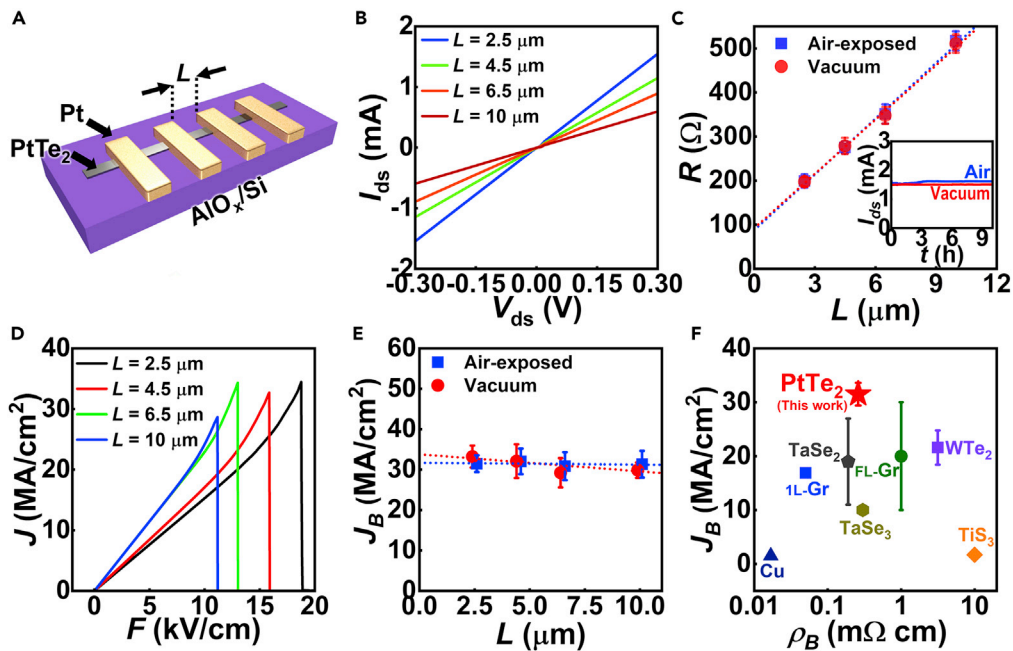 A
L
Pt
PtTe2
AlOx/Si
B
L = 2.5 μm
L = 4.5 μm
L = 6.5 μm
L = 10 μm
Ids (mA)
2
1
0
-1
-2
-0.30 -0.15 0.00 0.15 0.30
Vds (V)
C
Air-exposed
Vacuum
R (Ω)
500
400
300
200
100
0
0 3 6 9 12
L (μm)
Ids (mA)
3
2
1
0
Air
Vacuum
0 3 6 9
t (h)
D
L = 2.5 μm
L = 4.5 μm
L = 6.5 μm
L = 10 μm
J (MA/cm2)
40
30
20
10
0
0 5 10 15 20
F (kV/cm)
E
Air-exposed
Vacuum
JB (MA/cm2)
60
50
40
30
20
10
0
0.0 2.5 5.0 7.5 10.0
L (μm)
F
PtTe2
(This work)
TaSe2
1L-Gr
FL-Gr
WTe2
TaSe3
Cu
TiS3
JB (MA/cm2)
40
30
20
10
0
0.01 0.1 1 10
ρB (mΩ cm)